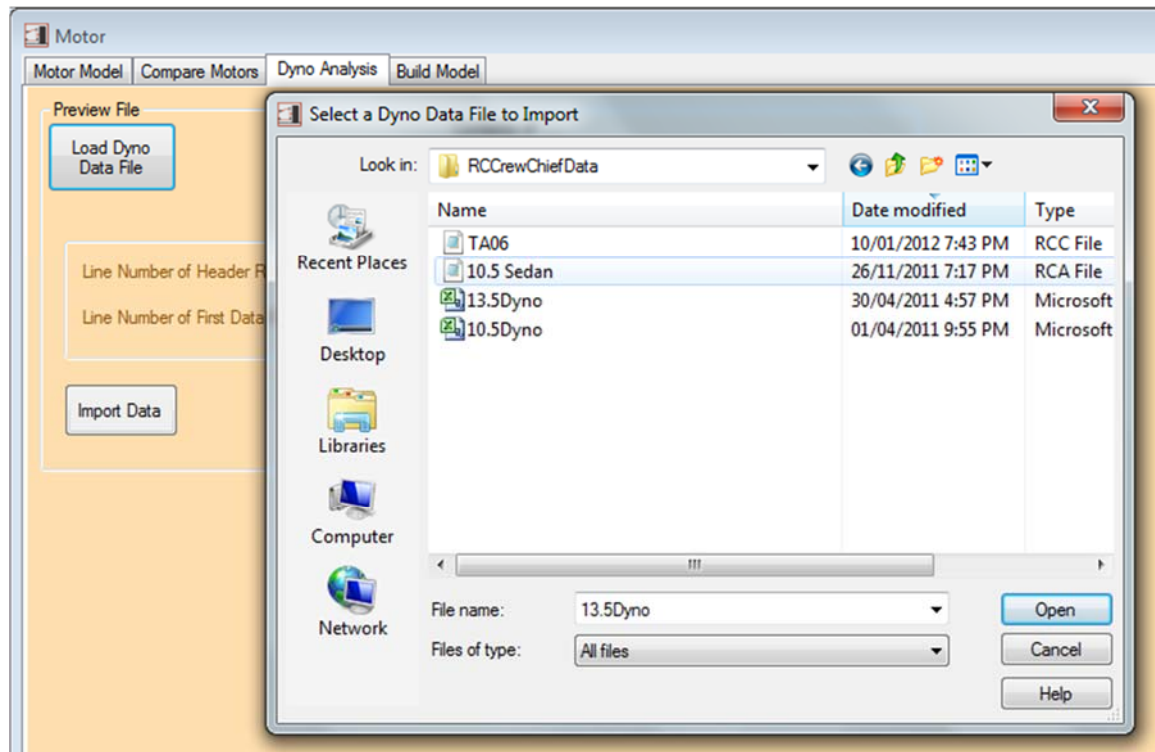 Motor
Motor Model Compare Motors Dyno Analysis Build Model
Preview File
Load Dyno
Data File
Line Number of Header R
Line Number of First Data
Import Data
Select a Dyno Data File to Import
Look in: RCCrewChiefData
Recent Places
Desktop
Libraries
Computer
Network
Name Date modified Type
TA06 10/01/2012 7:43 PM RCC File
10.5 Sedan 26/11/2011 7:17 PM RCA File
13.5Dyno 30/04/2011 4:57 PM Microsoft
10.5Dyno 01/04/2011 9:55 PM Microsoft
File name: 13.5Dyno Open
Files of type: All files Cancel
Help